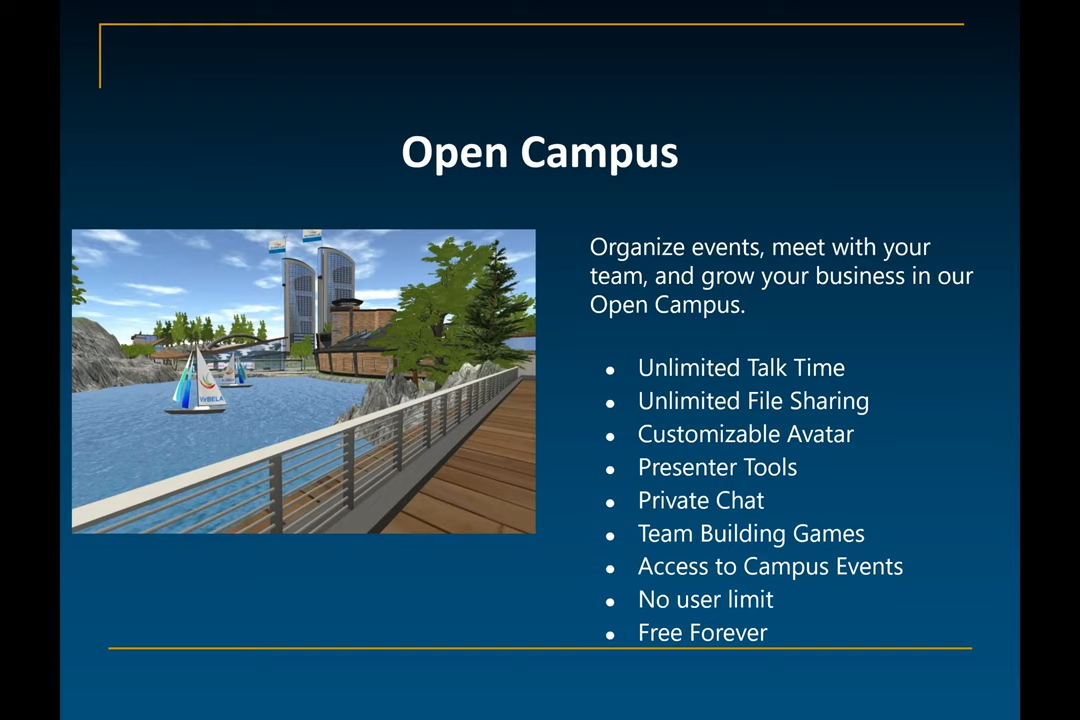 Open Campus
VirBELA
Organize events, meet with your
team, and grow your business in our
Open Campus.
Unlimited Talk Time
Unlimited File Sharing
Customizable Avatar
Presenter Tools
Private Chat
Team Building Games
Access to Campus Events
No user limit
Free Forever